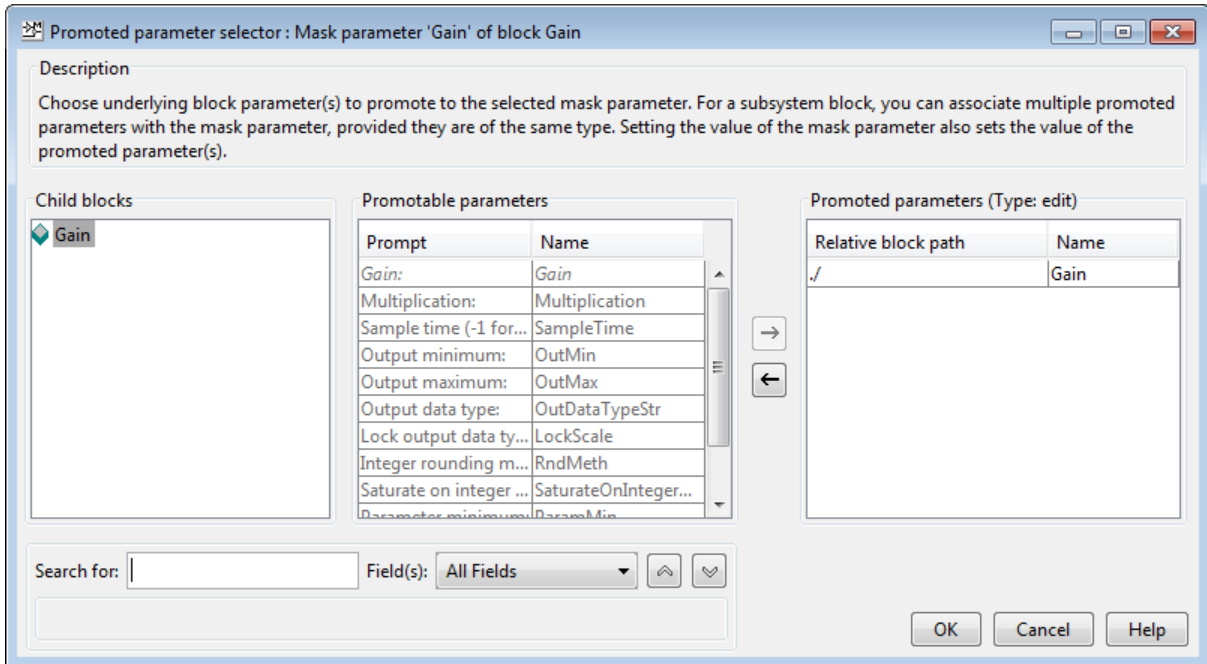 Promoted parameter selector : Mask parameter 'Gain' of block Gain
Description
Choose underlying block parameter(s) to promote to the selected mask parameter. For a subsystem block, you can associate multiple promoted
parameters with the mask parameter, provided they are of the same type. Setting the value of the mask parameter also sets the value of the
promoted parameter(s).
Child blocks
Gain
Promotable parameters
Prompt Name
Gain: Gain
Multiplication: Multiplication
Sample time (-1 for... SampleTime
Output minimum: OutMin
Output maximum: OutMax
Output data type: OutDataTypeStr
Lock output data ty... LockScale
Integer rounding m... RndMeth
Saturate on integer ... SaturateOnInteger...
Parameter minimum: ParamMin
Promoted parameters (Type: edit)
Relative block path Name
./ Gain
Search for: Field(s): All Fields
OK Cancel Help